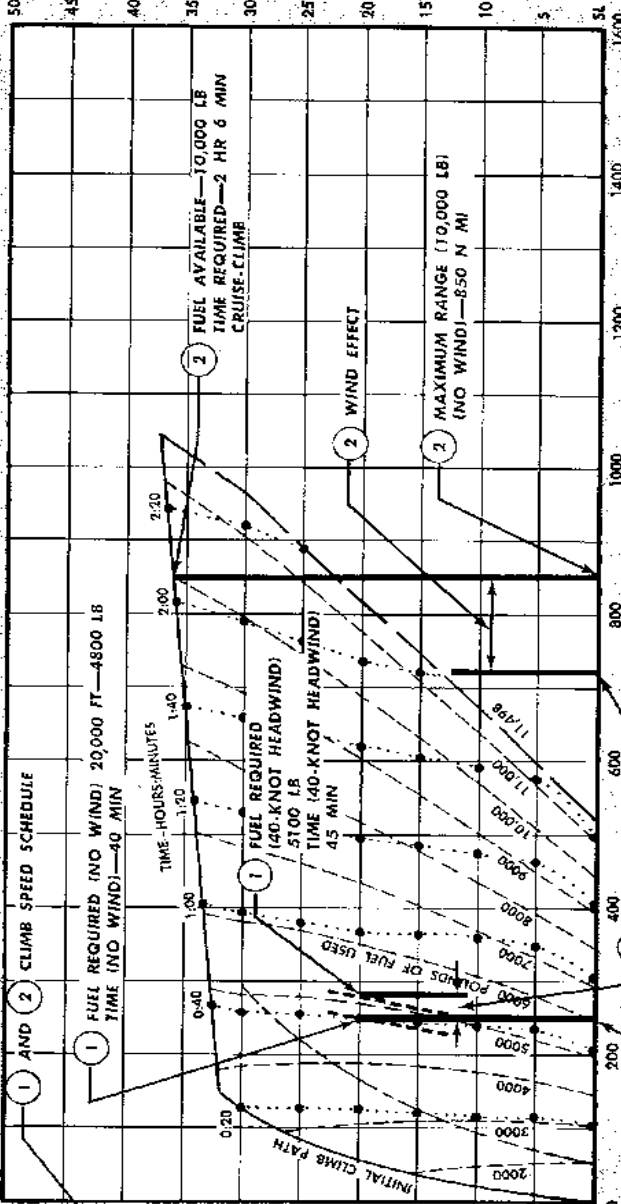 50
45
40
35
30
25
20
15
10
5
SL
1 AND 2 CLIMB SPEED SCHEDULE
1 FUEL REQUIRED (NO WIND) 20,000 FT—4800 LB
TIME (NO WIND)—40 MIN
2 FUEL AVAILABLE—10,000 LB
TIME REQUIRED—2 HR 6 MIN
CRUISE-CLIMB
TIME-HOURS:MINUTES
0:20
0:40
1:00
1:20
1:40
2:00
2:20
1 FUEL REQUIRED
(40-KNOT HEADWIND)
5100 LB
TIME (40-KNOT HEADWIND)
45 MIN
2 WIND EFFECT
2 MAXIMUM RANGE (10,000 LB)
(NO WIND)—850 N MI
INITIAL CLIMB PATH
POUNDS OF FUEL USED
2000
3000
4000
5000
6000
7000
8000
9000
10,000
11,000
11,498
200
400
600
800
1000
1200
1400
1600